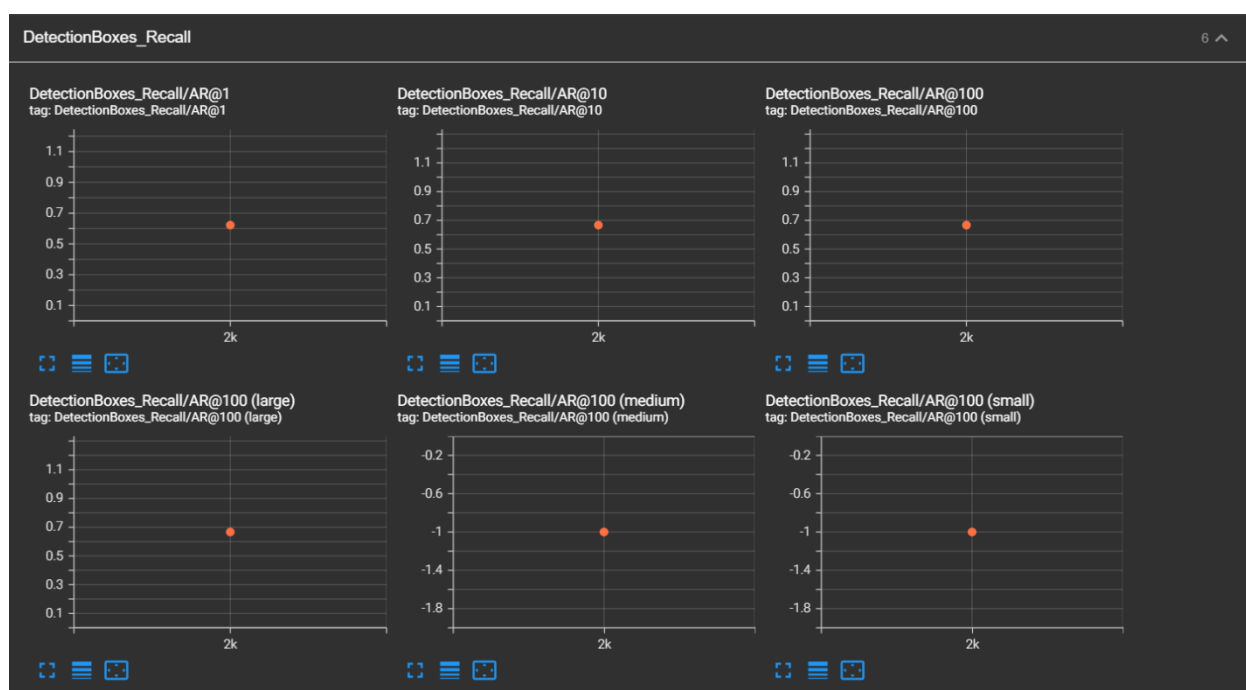 DetectionBoxes_Recall
6
DetectionBoxes_Recall/AR@1
tag: DetectionBoxes_Recall/AR@1
1.1
0.9
0.7
0.5
0.3
0.1
2k
DetectionBoxes_Recall/AR@10
tag: DetectionBoxes_Recall/AR@10
1.1
0.9
0.7
0.5
0.3
0.1
2k
DetectionBoxes_Recall/AR@100
tag: DetectionBoxes_Recall/AR@100
1.1
0.9
0.7
0.5
0.3
0.1
2k
DetectionBoxes_Recall/AR@100 (large)
tag: DetectionBoxes_Recall/AR@100 (large)
1.1
0.9
0.7
0.5
0.3
0.1
2k
DetectionBoxes_Recall/AR@100 (medium)
tag: DetectionBoxes_Recall/AR@100 (medium)
-0.2
-0.6
-1
-1.4
-1.8
2k
DetectionBoxes_Recall/AR@100 (small)
tag: DetectionBoxes_Recall/AR@100 (small)
-0.2
-0.6
-1
-1.4
-1.8
2k